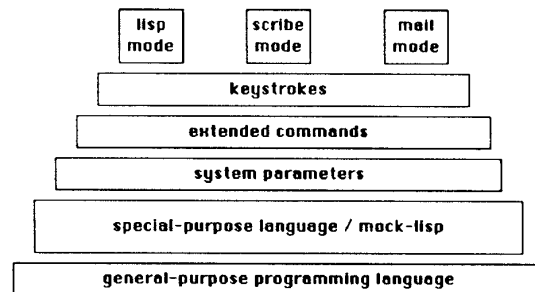 lisp
mode
scribe
mode
mail
mode
keystrokes
extended commands
system parameters
special-purpose language / mock-lisp
general-purpose programming language